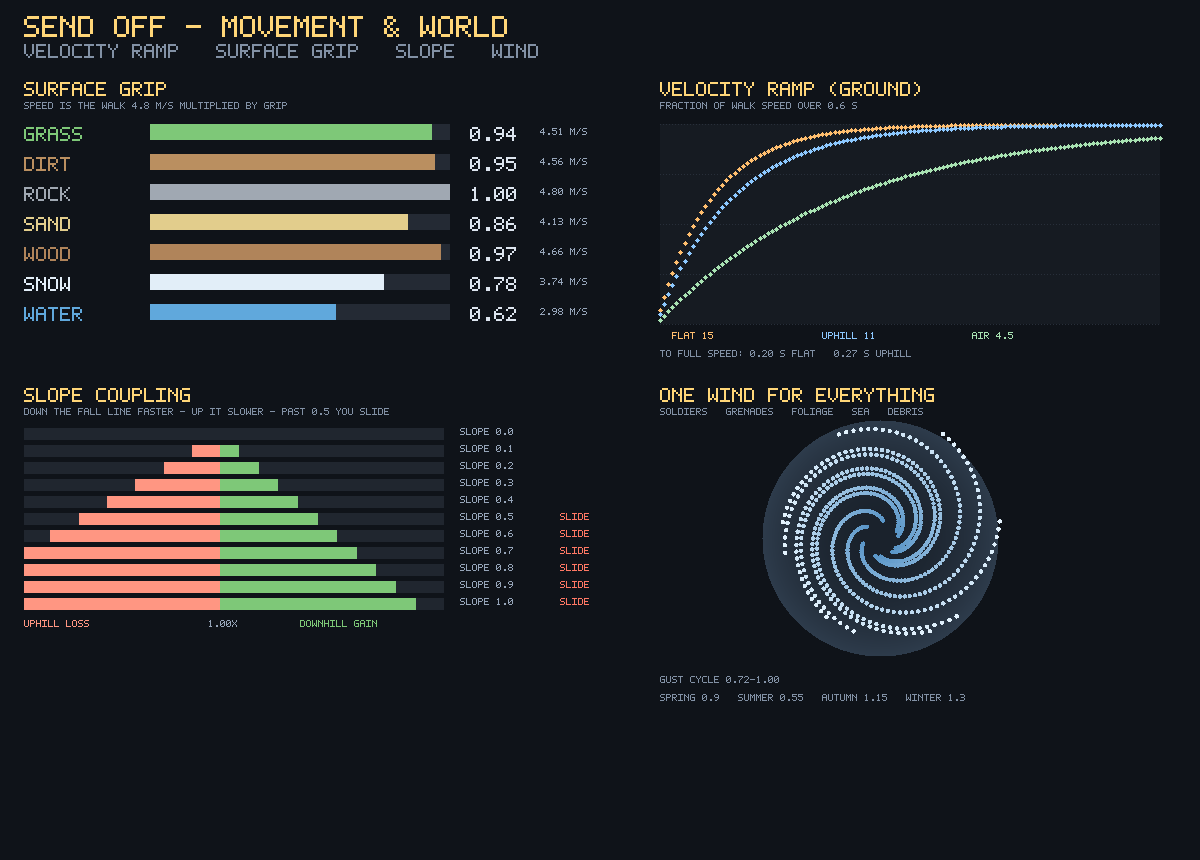 SEND OFF - MOVEMENT & WORLD
VELOCITY RAMP SURFACE GRIP SLOPE WIND
SURFACE GRIP
SPEED IS THE WALK 4.8 M/S MULTIPLIED BY GRIP
GRASS 0.94 4.51 M/S
DIRT 0.95 4.56 M/S
ROCK 1.00 4.80 M/S
SAND 0.86 4.13 M/S
WOOD 0.97 4.66 M/S
SNOW 0.78 3.74 M/S
WATER 0.62 2.98 M/S
VELOCITY RAMP (GROUND)
FRACTION OF WALK SPEED OVER 0.6 S
FLAT 15 UPHILL 11 AIR 4.5
TO FULL SPEED: 0.20 S FLAT 0.27 S UPHILL
SLOPE COUPLING
DOWN THE FALL LINE FASTER - UP IT SLOWER - PAST 0.5 YOU SLIDE
SLOPE 0.0
SLOPE 0.1
SLOPE 0.2
SLOPE 0.3
SLOPE 0.4
SLOPE 0.5 SLIDE
SLOPE 0.6 SLIDE
SLOPE 0.7 SLIDE
SLOPE 0.8 SLIDE
SLOPE 0.9 SLIDE
SLOPE 1.0 SLIDE
UPHILL LOSS 1.00X DOWNHILL GAIN
ONE WIND FOR EVERYTHING
SOLDIERS GRENADES FOLIAGE SEA DEBRIS
GUST CYCLE 0.72-1.00
SPRING 0.9 SUMMER 0.55 AUTUMN 1.15 WINTER 1.3